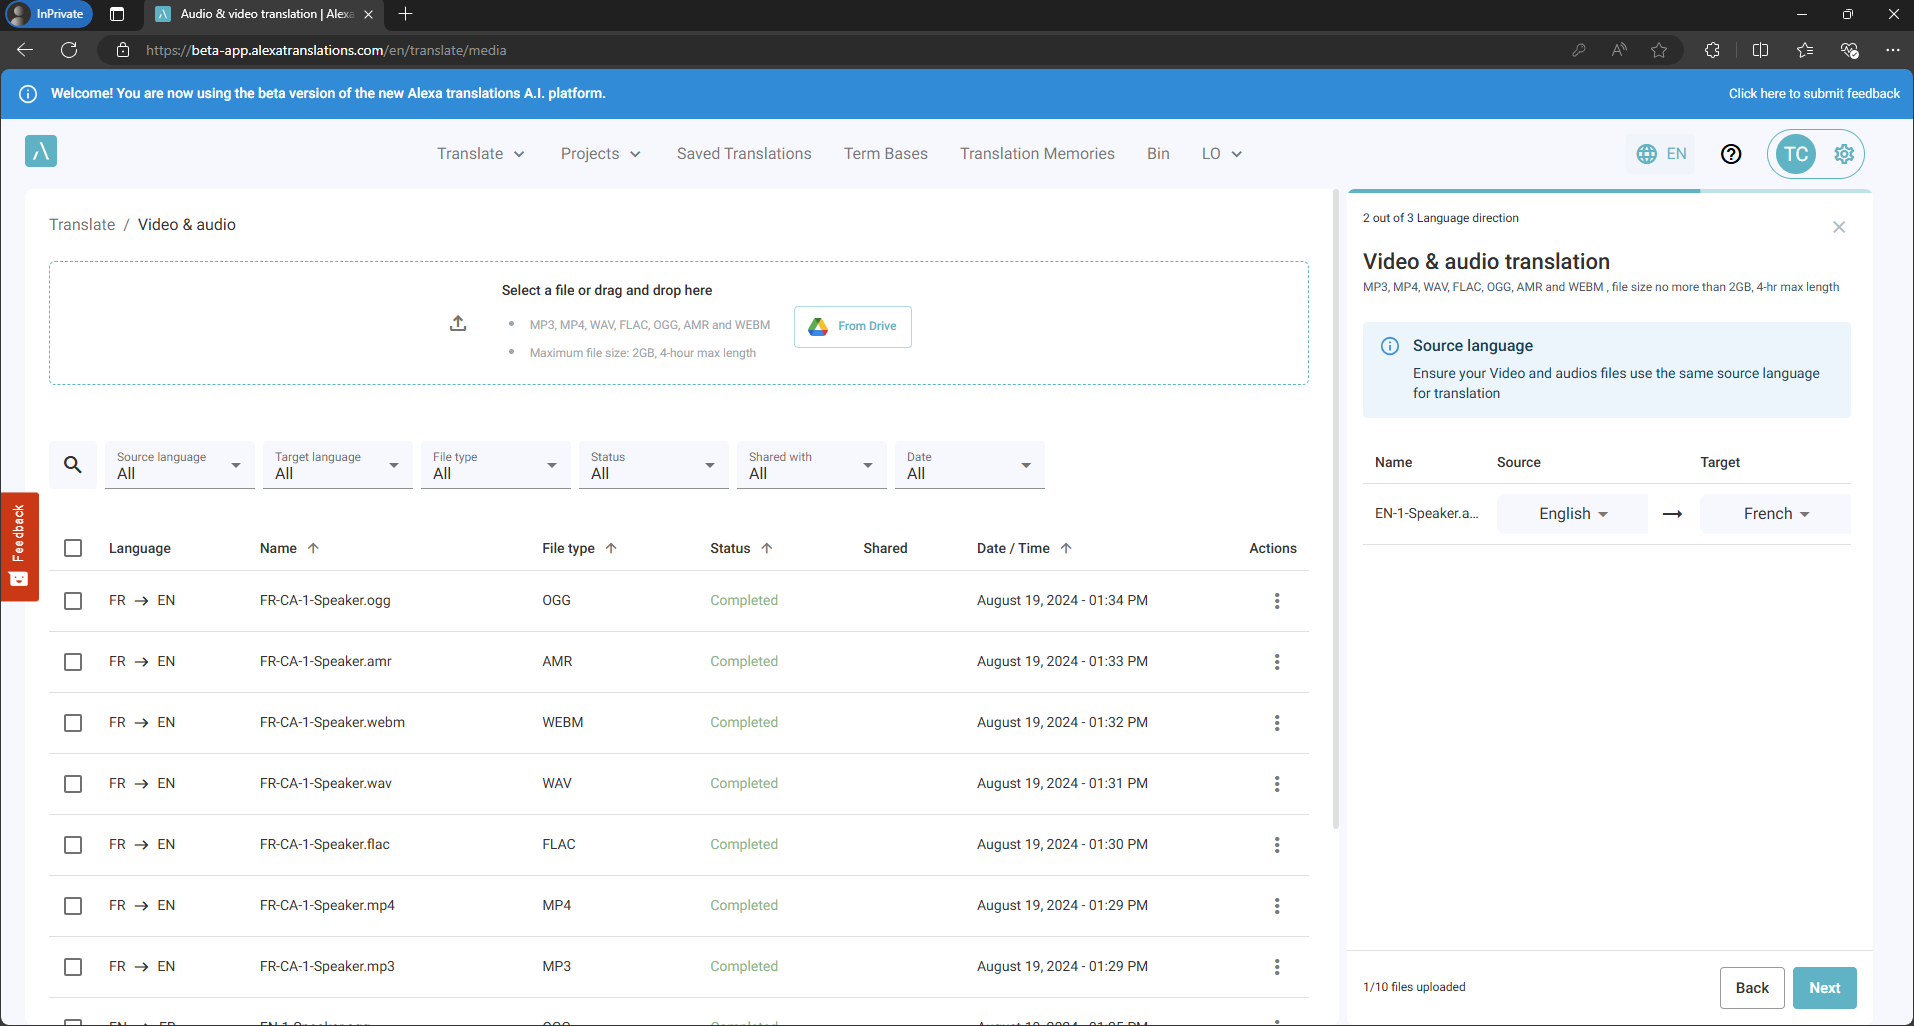 InPrivate
Audio & video translation | Alexa
https://beta-app.alexatranslations.com/en/translate/media
Welcome! You are now using the beta version of the new Alexa translations A.I. platform.
Click here to submit feedback
Translate
Projects
Saved Translations
Term Bases
Translation Memories
Bin
LO
EN
TC
Translate / Video & audio
Select a file or drag and drop here
MP3, MP4, WAV, FLAC, OGG, AMR and WEBM
Maximum file size: 2GB, 4-hour max length
From Drive
Source language
All
Target language
All
File type
All
Status
All
Shared with
All
Date
All
Feedback
Language Name File type Status Shared Date / Time Actions
FR → EN FR-CA-1-Speaker.ogg OGG Completed August 19, 2024 - 01:34 PM
FR → EN FR-CA-1-Speaker.amr AMR Completed August 19, 2024 - 01:33 PM
FR → EN FR-CA-1-Speaker.webm WEBM Completed August 19, 2024 - 01:32 PM
FR → EN FR-CA-1-Speaker.wav WAV Completed August 19, 2024 - 01:31 PM
FR → EN FR-CA-1-Speaker.flac FLAC Completed August 19, 2024 - 01:30 PM
FR → EN FR-CA-1-Speaker.mp4 MP4 Completed August 19, 2024 - 01:29 PM
FR → EN FR-CA-1-Speaker.mp3 MP3 Completed August 19, 2024 - 01:29 PM
2 out of 3 Language direction
Video & audio translation
MP3, MP4, WAV, FLAC, OGG, AMR and WEBM , file size no more than 2GB, 4-hr max length
Source language
Ensure your Video and audios files use the same source language
for translation
Name Source Target
EN-1-Speaker.a... English → French
1/10 files uploaded
Back
Next